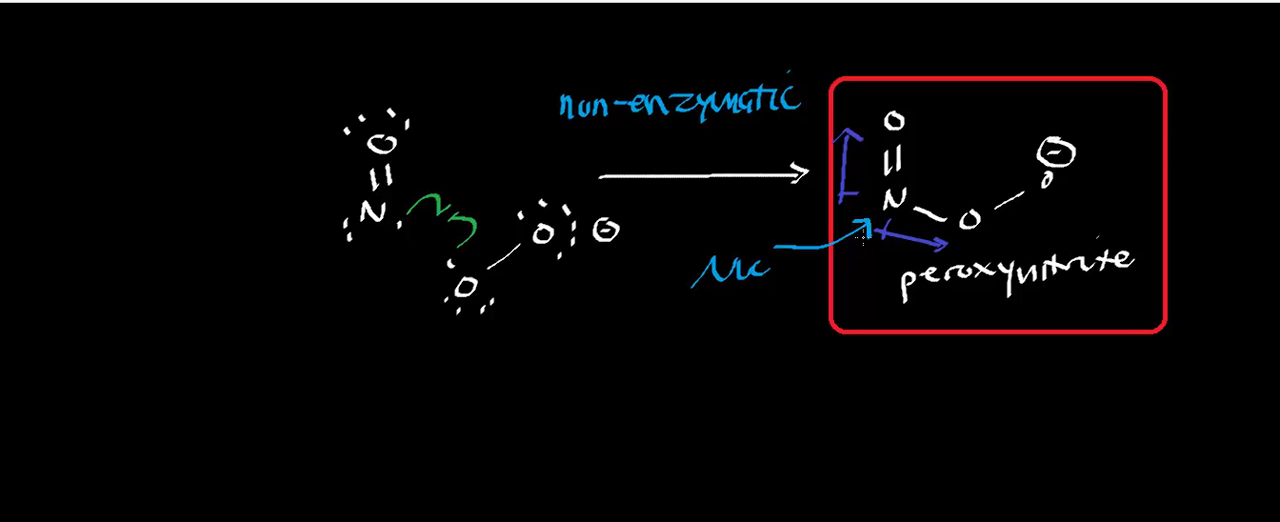 non-enzymatic
O
N
O
O
⊖
O
N
O
O
⊖
Nuc
peroxynitrite